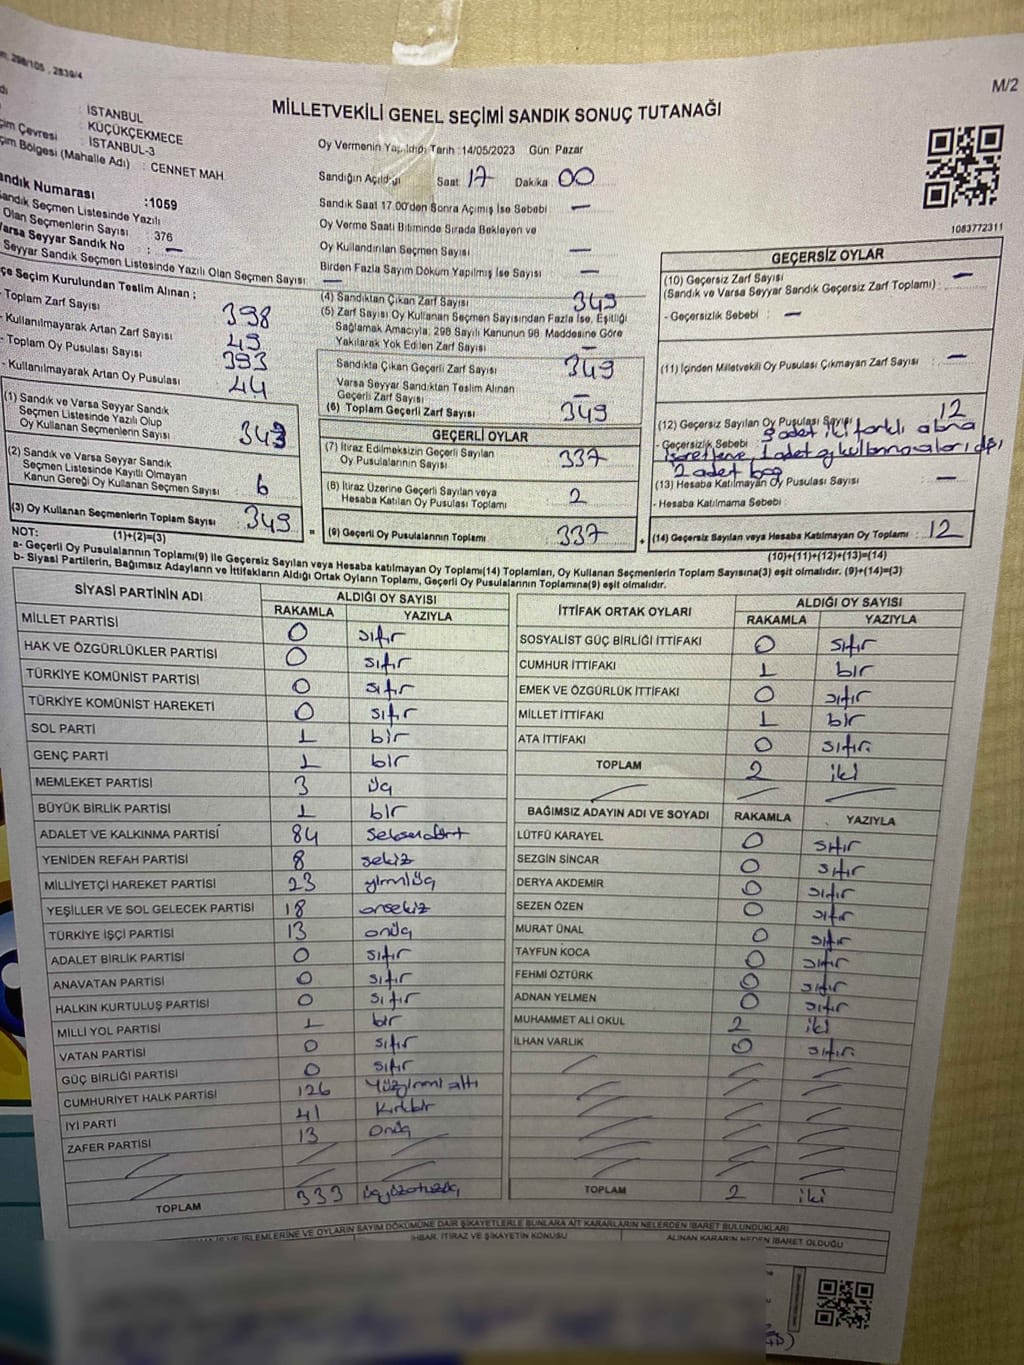 298/105 , 2839/4
M/2
MİLLETVEKİLİ GENEL SEÇİMİ SANDIK SONUÇ TUTANAĞI
: İSTANBUL
: KÜÇÜKÇEKMECE
Çevresi : İSTANBUL-3
Bölgesi (Mahalle Adı) : CENNET MAH.
Sandık Numarası :1059
Sandık Seçmen Listesinde Yazılı
Olan Seçmenlerin Sayısı : 376
Varsa Seyyar Sandık No : —
Seyyar Sandık Seçmen Listesinde Yazılı Olan Seçmen Sayısı: —
Oy Vermenin Yapıldığı Tarih :14/05/2023 Gün: Pazar
Sandığın Açıldığı Saat 17 Dakika 00
Sandık Saat 17.00'den Sonra Açımış İse Sebebi —
Oy Verme Saati Bitiminde Sırada Bekleyen ve
Oy Kullandırılan Seçmen Sayısı —
Birden Fazla Sayım Döküm Yapılmış İse Sayısı —
1083772311
İlçe Seçim Kurulundan Teslim Alınan ;
- Toplam Zarf Sayısı 398
- Kullanılmayarak Artan Zarf Sayısı : 49
- Toplam Oy Pusulası Sayısı 393
- Kullanılmayarak Artan Oy Pusulası : 44
(1) Sandık ve Varsa Seyyar Sandık
Seçmen Listesinde Yazılı Olup
Oy Kullanan Seçmenlerin Sayısı : 343
(2) Sandık ve Varsa Seyyar Sandık
Seçmen Listesinde Kayıtlı Olmayan
Kanun Gereği Oy Kullanan Seçmen Sayısı : 6
(3) Oy Kullanan Seçmenlerin Toplam Sayısı : 349
(1)+(2)=(3)
(4) Sandıktan Çıkan Zarf Sayısı 349
(5) Zarf Sayısı Oy Kullanan Seçmen Sayısından Fazla İse, Eşitliği
Sağlamak Amacıyla; 298 Sayılı Kanunun 98. Maddesine Göre
Yakılarak Yok Edilen Zarf Sayısı —
Sandıkta Çıkan Geçerli Zarf Sayısı : 349
Varsa Seyyar Sandıktan Teslim Alınan
Geçerli Zarf Sayısı : —
(6) Toplam Geçerli Zarf Sayısı : 349
GEÇERLİ OYLAR
(7) İtiraz Edilmeksizin Geçerli Sayılan
Oy Pusulalarının Sayısı : 337
(8) İtiraz Üzerine Geçerli Sayılan veya
Hesaba Katılan Oy Pusulası Toplamı : 2
= (9) Geçerli Oy Pusulalarının Toplamı : 337 +
GEÇERSİZ OYLAR
(10) Geçersiz Zarf Sayısı —
(Sandık ve Varsa Seyyar Sandık Geçersiz Zarf Toplamı) :
- Geçersizlik Sebebi : —
(11) İçinden Milletvekili Oy Pusulası Çıkmayan Zarf Sayısı : —
(12) Geçersiz Sayılan Oy Pusulası Sayısı : 12
- Geçersizlik Sebebi : 9 adet iki farklı alana
1 adet oy kullanmaları dışı
2 adet boş
(13) Hesaba Katılmayan Oy Pusulası Sayısı : —
- Hesaba Katılmama Sebebi :
(14) Geçersiz Sayılan veya Hesaba Katılmayan Oy Toplamı : 12
(10)+(11)+(12)+(13)=(14)
NOT:
a- Geçerli Oy Pusulalarının Toplamı(9) ile Geçersiz Sayılan veya Hesaba Katılmayan Oy Toplamı(14) Toplamları, Oy Kullanan Seçmenlerin Toplam Sayısına(3) eşit olmalıdır. (9)+(14)=(3)
b- Siyasi Partilerin, Bağımsız Adayların ve İttifakların Aldığı Ortak Oyların Toplamı, Geçerli Oy Pusulalarının Toplamına(9) eşit olmalıdır.
SİYASİ PARTİNİN ADI ALDIĞI OY SAYISI
RAKAMLA YAZIYLA
MİLLET PARTİSİ 0 sıfır
HAK VE ÖZGÜRLÜKLER PARTİSİ 0 sıfır
TÜRKİYE KOMÜNİST PARTİSİ 0 sıfır
TÜRKİYE KOMÜNİST HAREKETİ 0 sıfır
SOL PARTİ 1 bir
GENÇ PARTİ 1 bir
MEMLEKET PARTİSİ 3 üç
BÜYÜK BİRLİK PARTİSİ 1 bir
ADALET VE KALKINMA PARTİSİ 84 seksendört
YENİDEN REFAH PARTİSİ 8 sekiz
MİLLİYETÇİ HAREKET PARTİSİ 23 yirmiüç
YEŞİLLER VE SOL GELECEK PARTİSİ 18 onsekiz
TÜRKİYE İŞÇİ PARTİSİ 13 onüç
ADALET BİRLİK PARTİSİ 0 sıfır
ANAVATAN PARTİSİ 0 sıfır
HALKIN KURTULUŞ PARTİSİ 0 sıfır
MİLLİ YOL PARTİSİ 1 bir
VATAN PARTİSİ 0 sıfır
GÜÇ BİRLİĞİ PARTİSİ 0 sıfır
CUMHURİYET HALK PARTİSİ 126 yüzyirmialtı
İYİ PARTİ 41 kırkbir
ZAFER PARTİSİ 13 onüç
TOPLAM 333 üçyüzotuzüç
İTTİFAK ORTAK OYLARI ALDIĞI OY SAYISI
RAKAMLA YAZIYLA
SOSYALİST GÜÇ BİRLİĞİ İTTİFAKI 0 sıfır
CUMHUR İTTİFAKI 1 bir
EMEK VE ÖZGÜRLÜK İTTİFAKI 0 sıfır
MİLLET İTTİFAKI 1 bir
ATA İTTİFAKI 0 sıfır
TOPLAM 2 iki
BAĞIMSIZ ADAYIN ADI VE SOYADI RAKAMLA YAZIYLA
LÜTFÜ KARAYEL 0 sıfır
SEZGİN SİNCAR 0 sıfır
DERYA AKDEMİR 0 sıfır
SEZEN ÖZEN 0 sıfır
MURAT ÜNAL 0 sıfır
TAYFUN KOCA 0 sıfır
FEHMİ ÖZTÜRK 0 sıfır
ADNAN YELMEN 0 sıfır
MUHAMMET ALİ OKUL 2 iki
İLHAN VARLIK 0 sıfır
TOPLAM 2 iki
İŞ VE İŞLEMLERİNE VE OYLARIN SAYIM DÖKÜMÜNE DAİR ŞİKAYETLERLE BUNLARA AİT KARARLARIN NELERDEN İBARET BULUNDUKLARI
İHBAR, İTİRAZ VE ŞİKAYETİN KONUSU ALINAN KARARIN NEDEN İBARET OLDUĞU